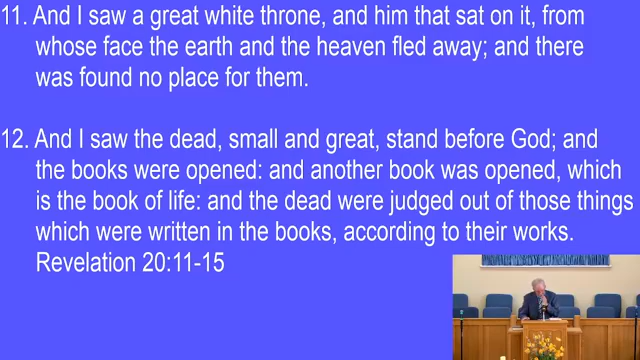 11. And I saw a great white throne, and him that sat on it, from
whose face the earth and the heaven fled away; and there
was found no place for them.
12. And I saw the dead, small and great, stand before God; and
the books were opened: and another book was opened, which
is the book of life: and the dead were judged out of those things
which were written in the books, according to their works.
Revelation 20:11-15